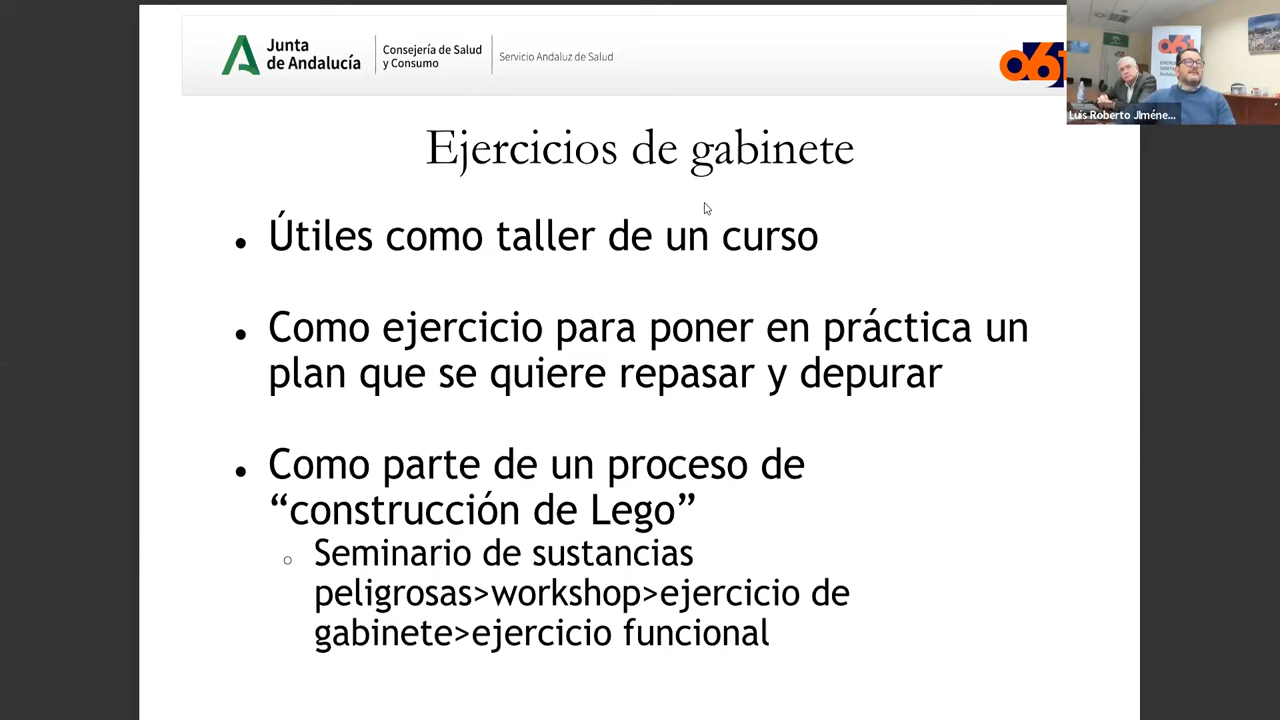 Junta
de Andalucía
Consejería de Salud
y Consumo
Servicio Andaluz de Salud
061
Luis Roberto JIméne...
Ejercicios de gabinete
• Útiles como taller de un curso
• Como ejercicio para poner en práctica un
plan que se quiere repasar y depurar
• Como parte de un proceso de
“construcción de Lego”
○ Seminario de sustancias
peligrosas>workshop>ejercicio de
gabinete>ejercicio funcional